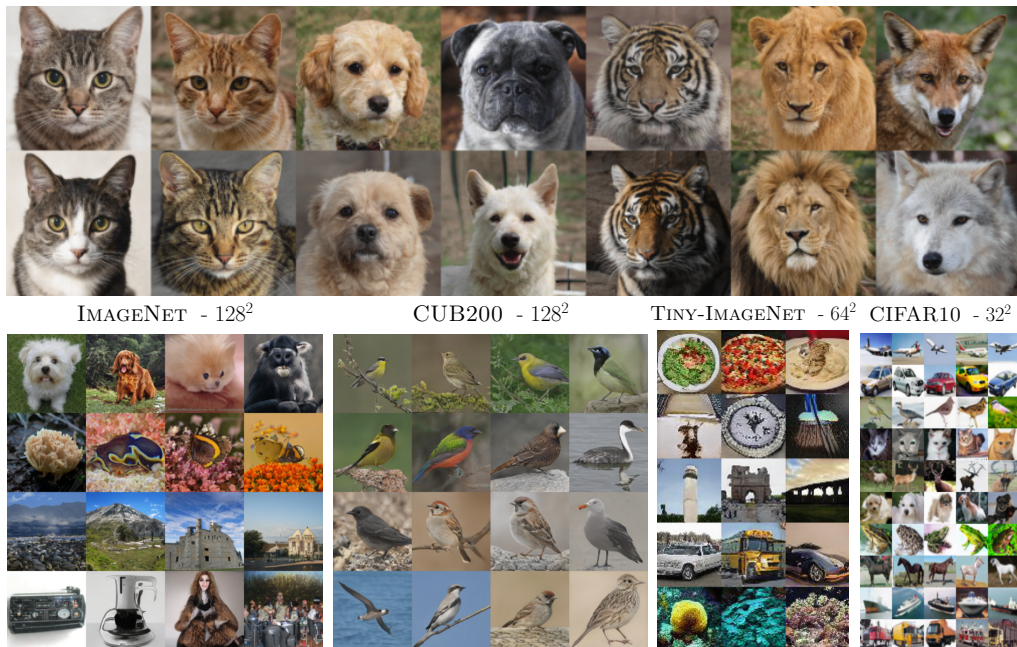 IMAGENET - 128²
CUB200 - 128²
TINY-IMAGENET - 64²
CIFAR10 - 32²